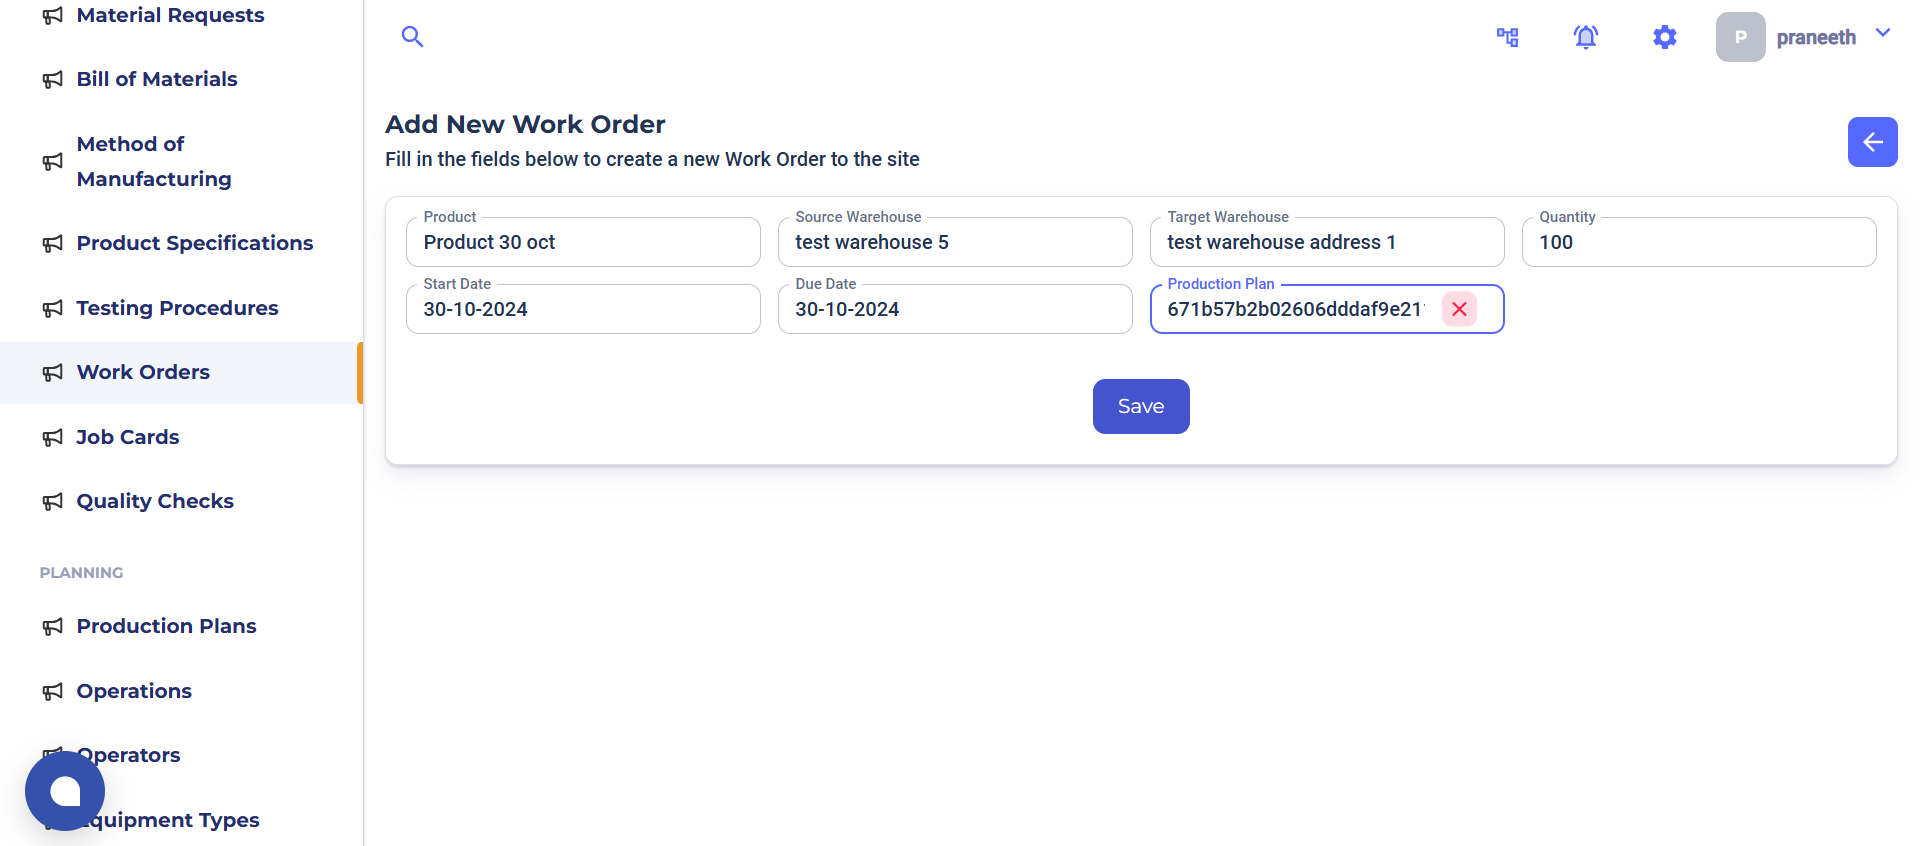 Material Requests
Bill of Materials
Method of
Manufacturing
Product Specifications
Testing Procedures
Work Orders
Job Cards
Quality Checks
PLANNING
Production Plans
Operations
Operators
Equipment Types
P
praneeth
Add New Work Order
Fill in the fields below to create a new Work Order to the site
Product
Product 30 oct
Source Warehouse
test warehouse 5
Target Warehouse
test warehouse address 1
Quantity
100
Start Date
30-10-2024
Due Date
30-10-2024
Production Plan
671b57b2b02606dddaf9e21
Save